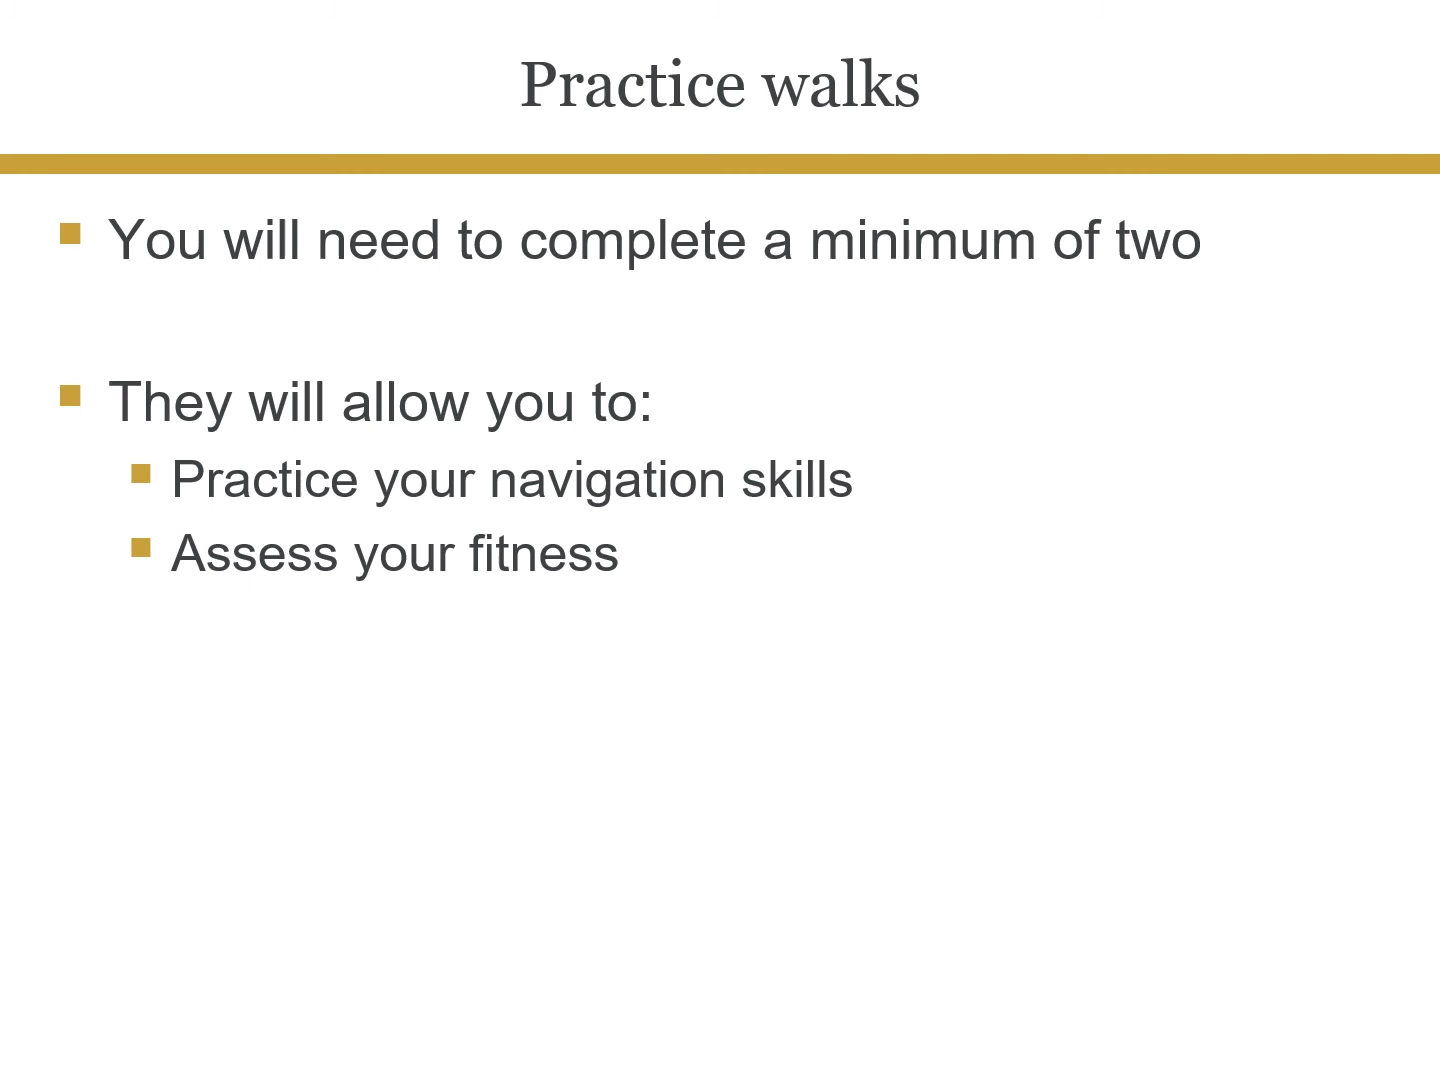 Practice walks
You will need to complete a minimum of two
They will allow you to:
Practice your navigation skills
Assess your fitness